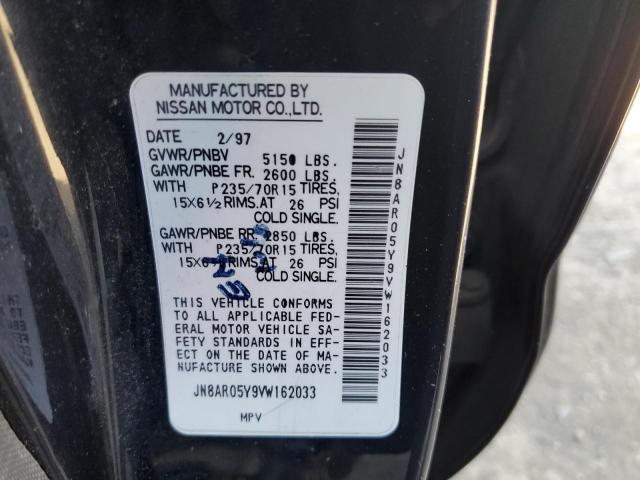 MANUFACTURED BY
NISSAN MOTOR CO.,LTD.
DATE 2/97
GVWR/PNBV 5150 LBS.
GAWR/PNBE FR. 2600 LBS.
WITH P235/70R15 TIRES,
15X6½ RIMS.AT 26 PSI
COLD SINGLE.
GAWR/PNBE RR. 2850 LBS.
WITH P235/70R15 TIRES,
RIMS.AT 26 PSI
COLD SINGLE.
THIS VEHICLE CONFORMS
TO ALL APPLICABLE FED-
ERAL MOTOR VEHICLE SA-
FETY STANDARDS IN EFF-
ECT ON THE DATE OF MA-
NUFACTURE SHOWN ABOVE.
JN8AR05Y9VW162033
MPV
JN8AR05Y9VW162033